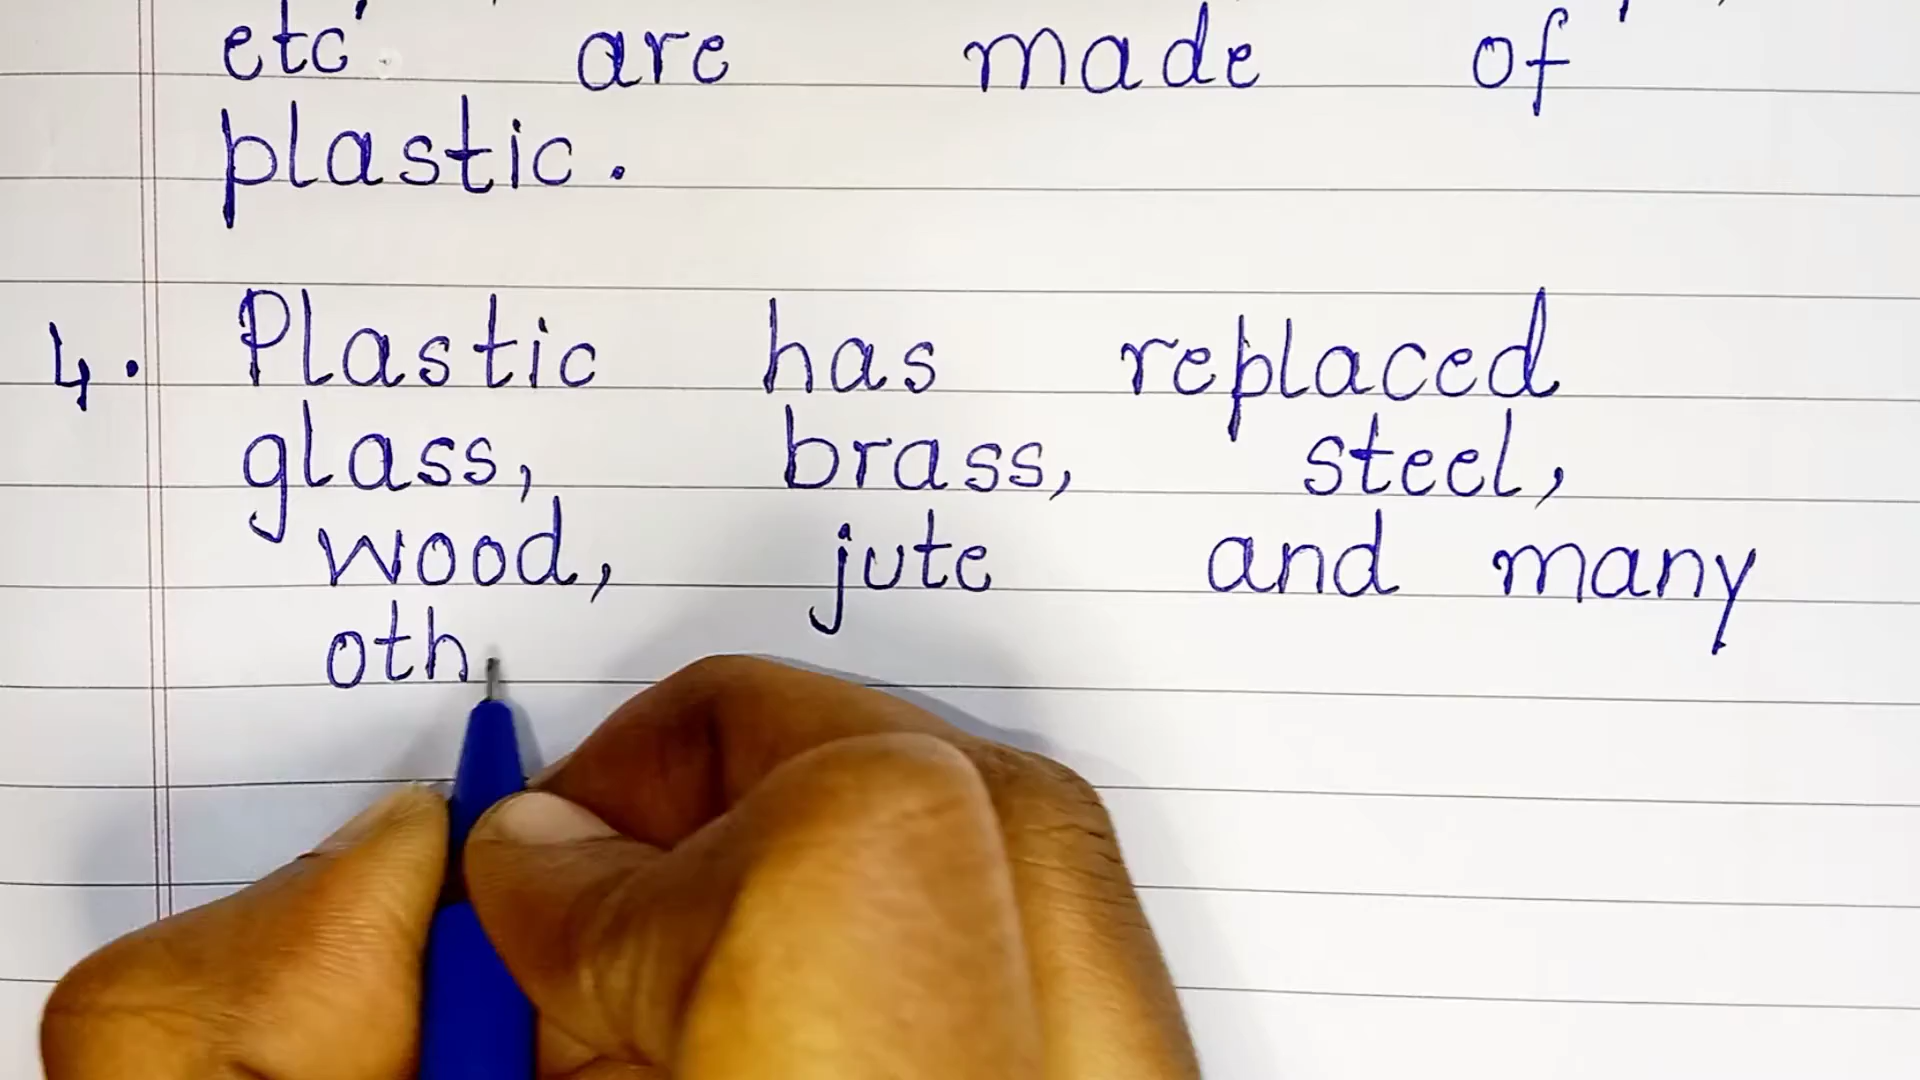 etc. are made of
plastic.
4. Plastic has replaced
glass, brass, steel,
wood, jute and many
oth